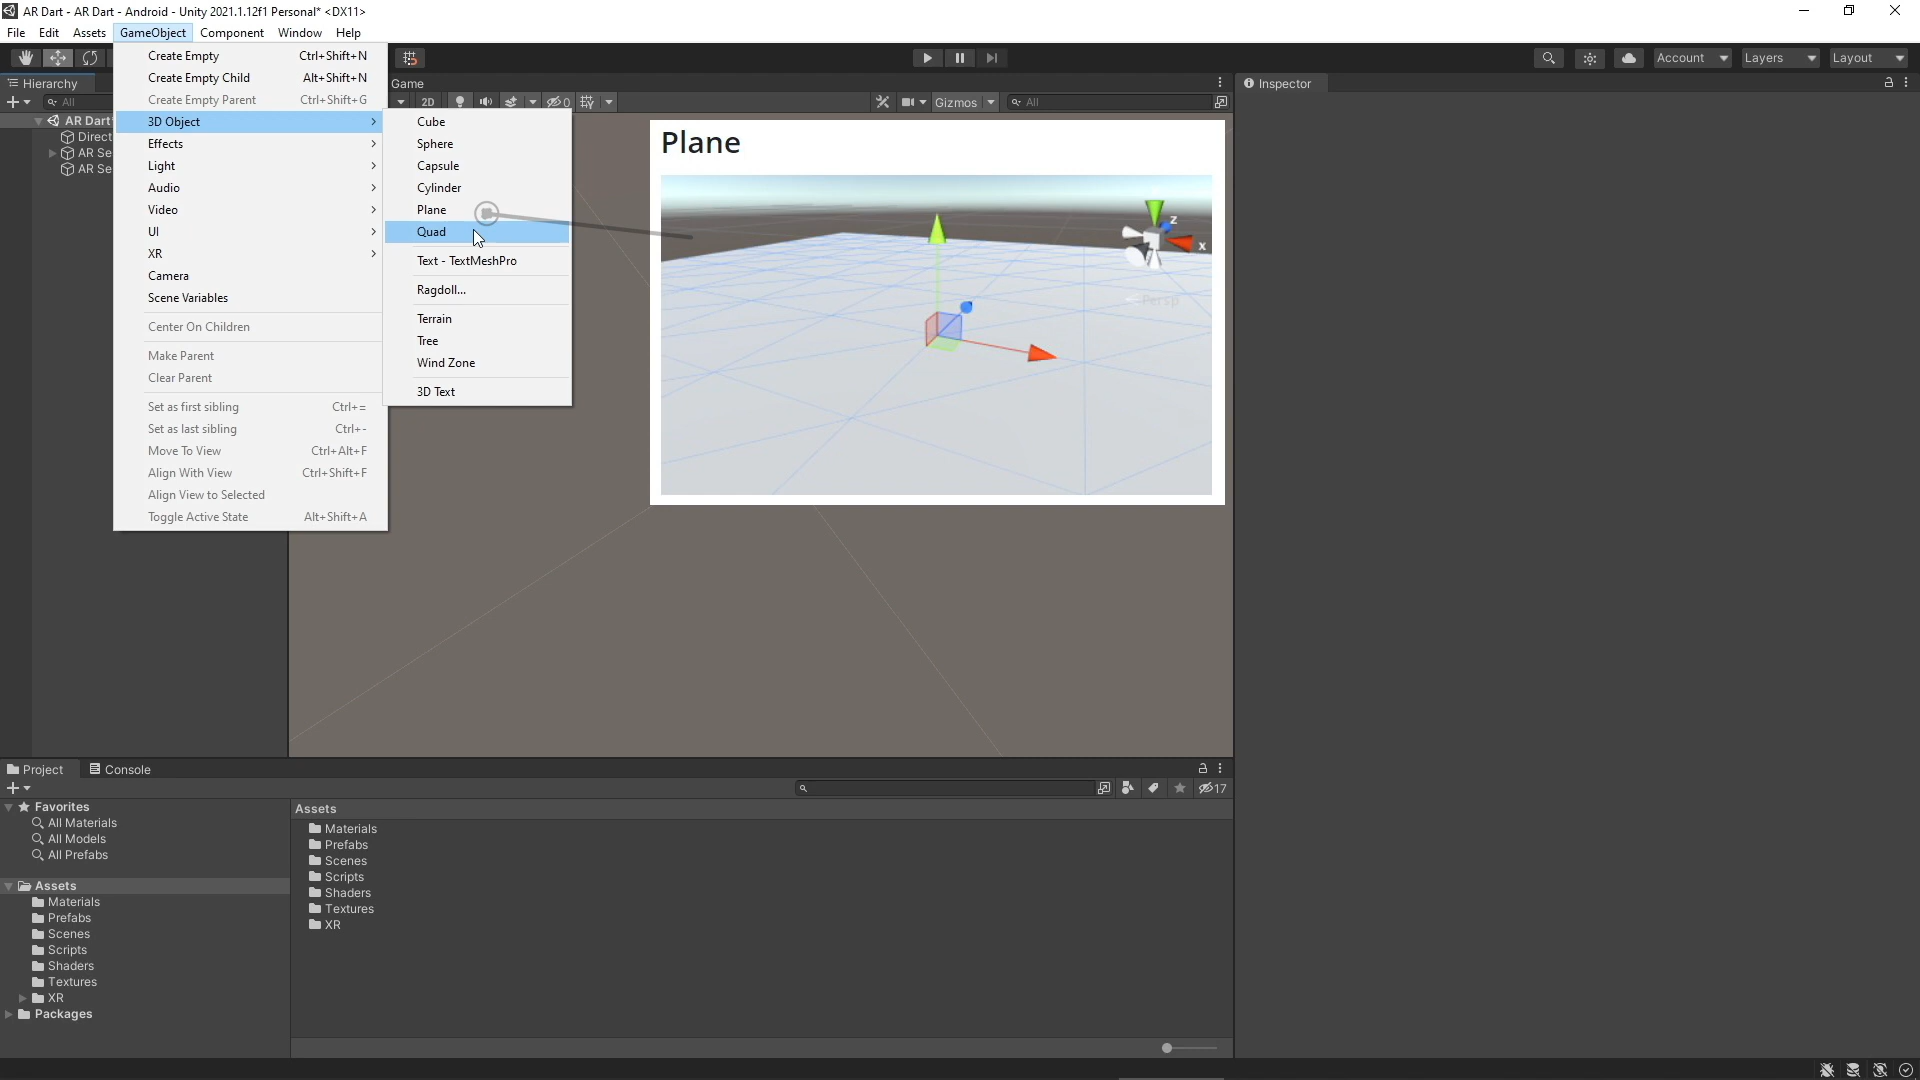 AR Dart - AR Dart - Android - Unity 2021.1.12f1 Personal* <DX11>
File Edit Assets GameObject Component Window Help
Account Layers Layout
Create Empty Ctrl+Shift+N
Create Empty Child Alt+Shift+N
Create Empty Parent Ctrl+Shift+G
3D Object
Effects
Light
Audio
Video
UI
XR
Camera
Scene Variables
Center On Children
Make Parent
Clear Parent
Set as first sibling Ctrl+=
Set as last sibling Ctrl+-
Move To View Ctrl+Alt+F
Align With View Ctrl+Shift+F
Align View to Selected
Toggle Active State Alt+Shift+A
Cube
Sphere
Capsule
Cylinder
Plane
Quad
Text - TextMeshPro
Ragdoll...
Terrain
Tree
Wind Zone
3D Text
Hierarchy
All
AR Dart
Direct
AR Se
AR Se
Game
2D 0 Gizmos All
Plane
z
x
Persp
Inspector
Project Console
17
Favorites
All Materials
All Models
All Prefabs
Assets
Materials
Prefabs
Scenes
Scripts
Shaders
Textures
XR
Packages
Assets
Materials
Prefabs
Scenes
Scripts
Shaders
Textures
XR